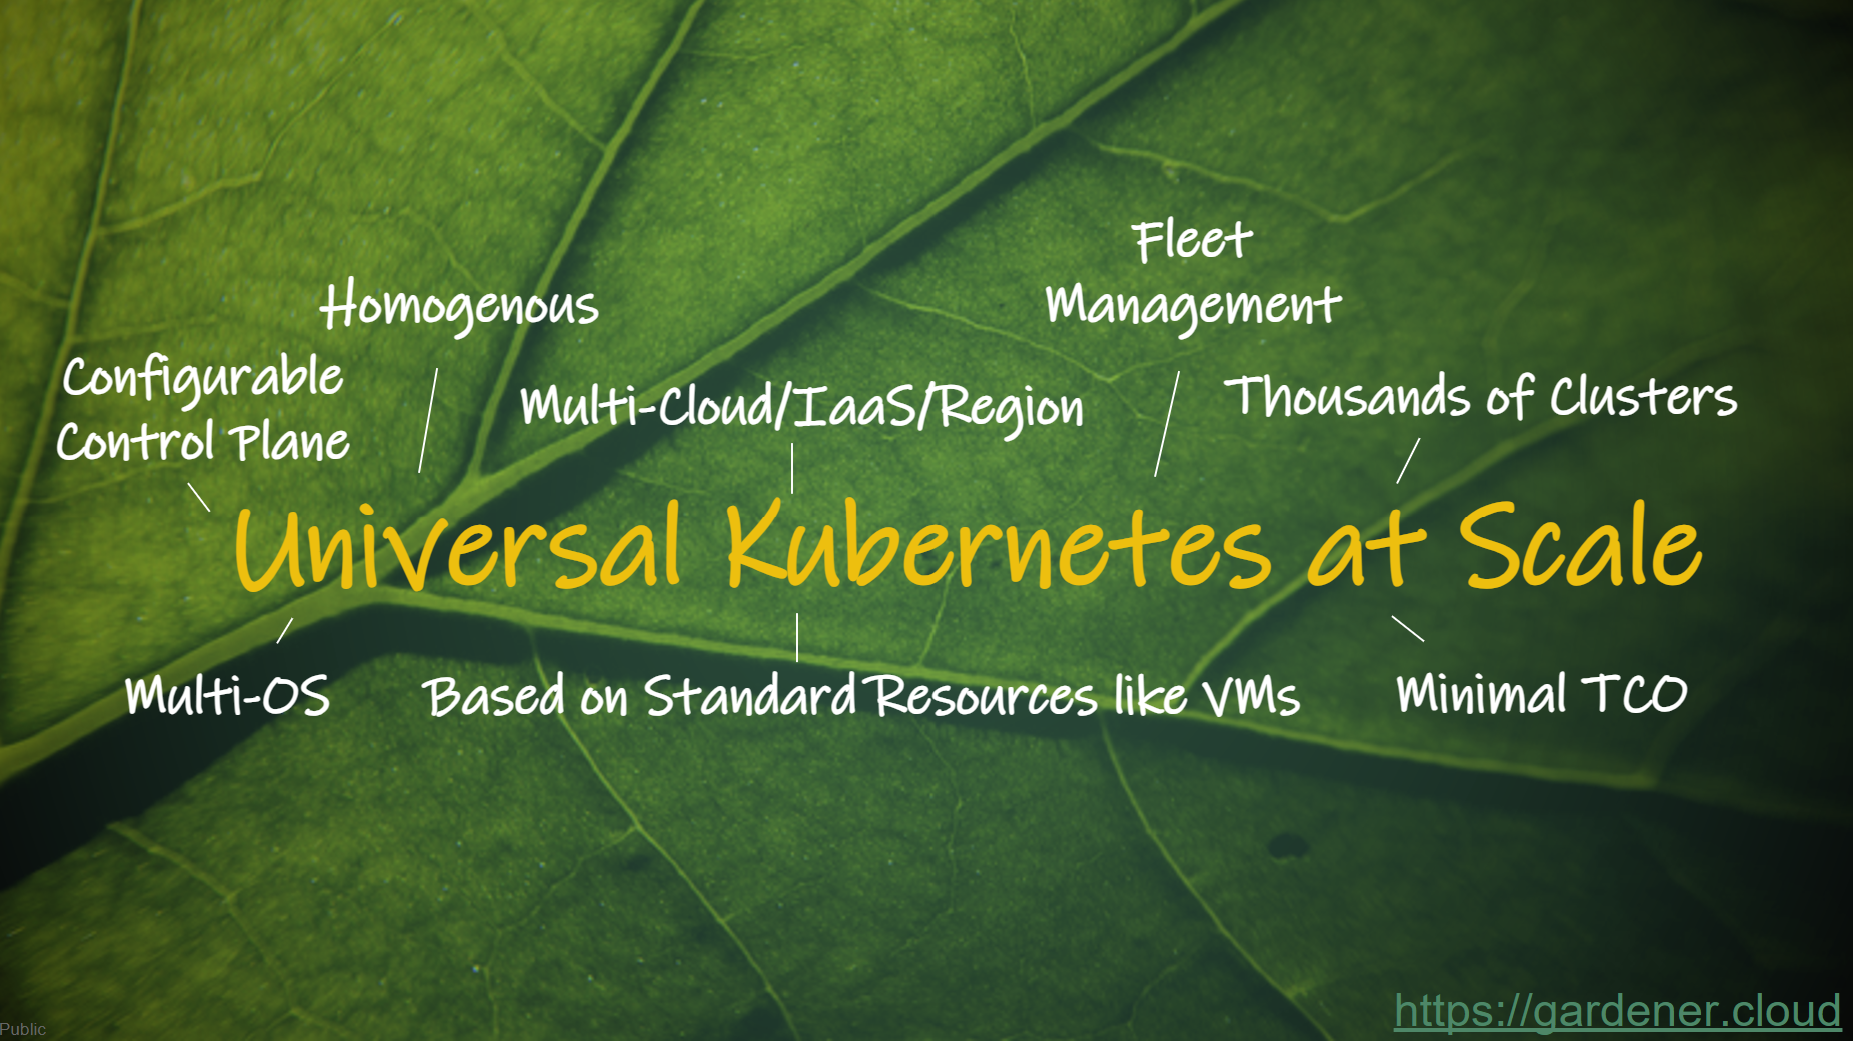 Fleet
Management
Homogenous
Configurable
Control Plane
Multi-Cloud/IaaS/Region
Thousands of Clusters
Universal Kubernetes at Scale
Multi-OS
Based on Standard Resources like VMs
Minimal TCO
https://gardener.cloud
Public